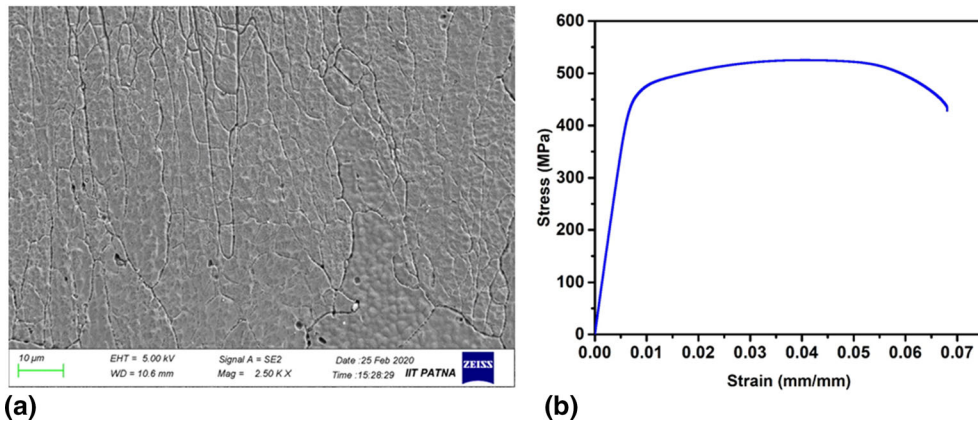 10 µm
EHT = 5.00 kV
Signal A = SE2
Date :25 Feb 2020
WD = 10.6 mm
Mag = 2.50 K X
Time :15:28:29
IIT PATNA
ZEISS
(a)
600
500
400
300
200
100
0
Stress (MPa)
0.00 0.01 0.02 0.03 0.04 0.05 0.06 0.07
Strain (mm/mm)
(b)